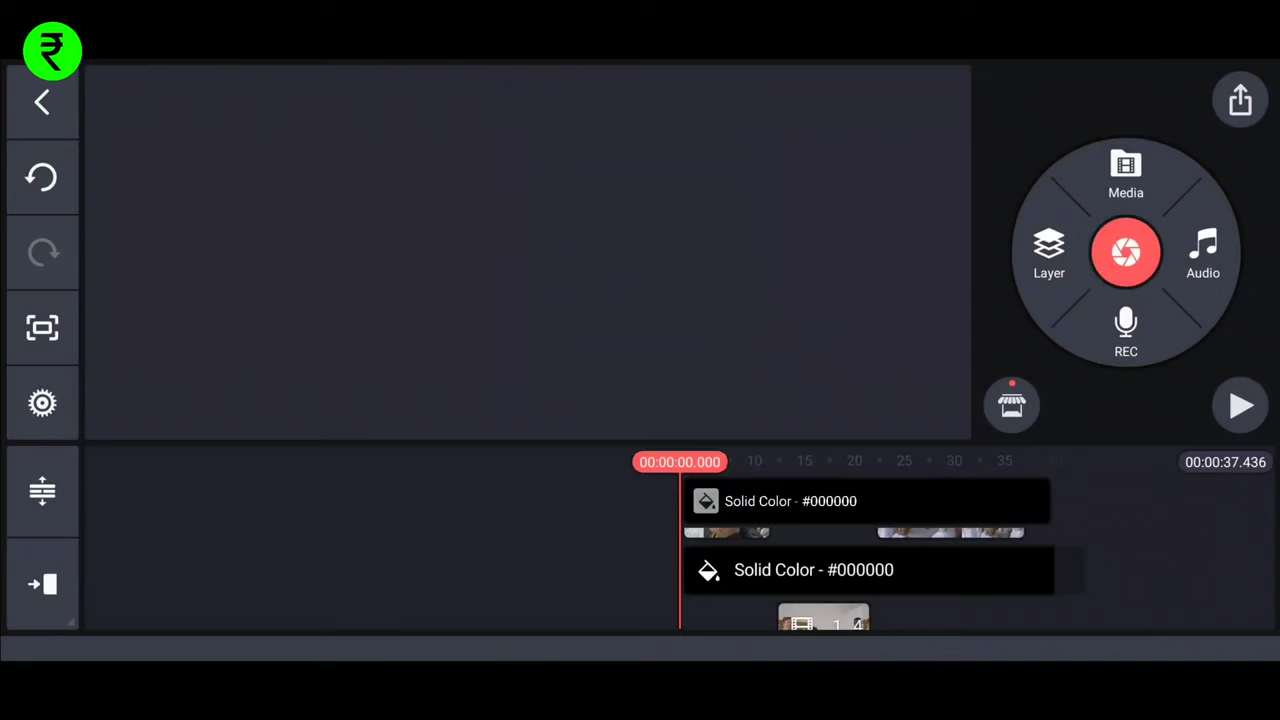 ₹
Media
Layer
Audio
REC
00:00:00.000
10
15
20
25
30
35
40
00:00:37.436
Solid Color - #000000
Solid Color - #000000
1 4